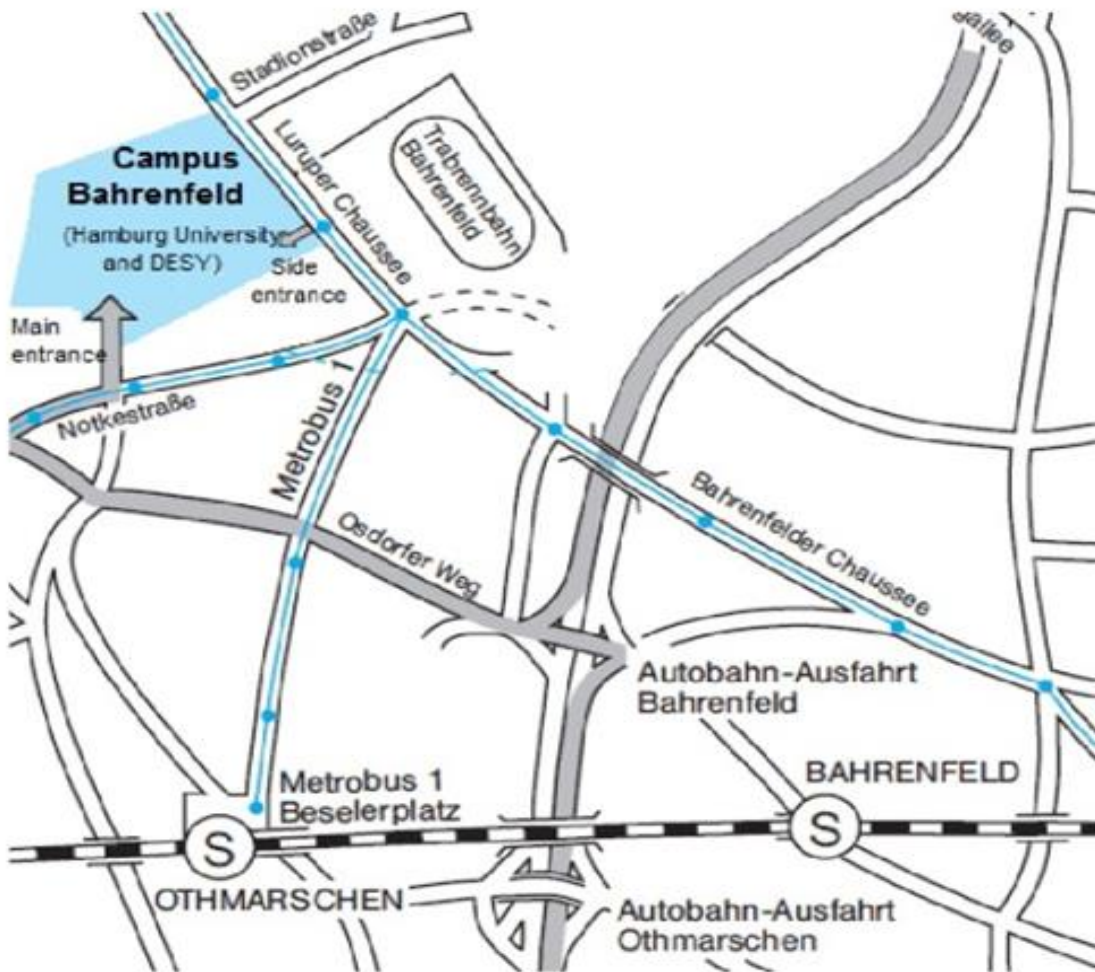 gallee
Stadionstraße
Luruper Chaussee
Trabrennbahn
Bahrenfeld
Campus
Bahrenfeld
(Hamburg University
and DESY)
Side
entrance
Main
entrance
Notkestraße
Metrobus 1
Osdorfer Weg
Bahrenfelder Chaussee
Autobahn-Ausfahrt
Bahrenfeld
Metrobus 1
Beselerplatz
BAHRENFELD
S
S
OTHMARSCHEN
Autobahn-Ausfahrt
Othmarschen